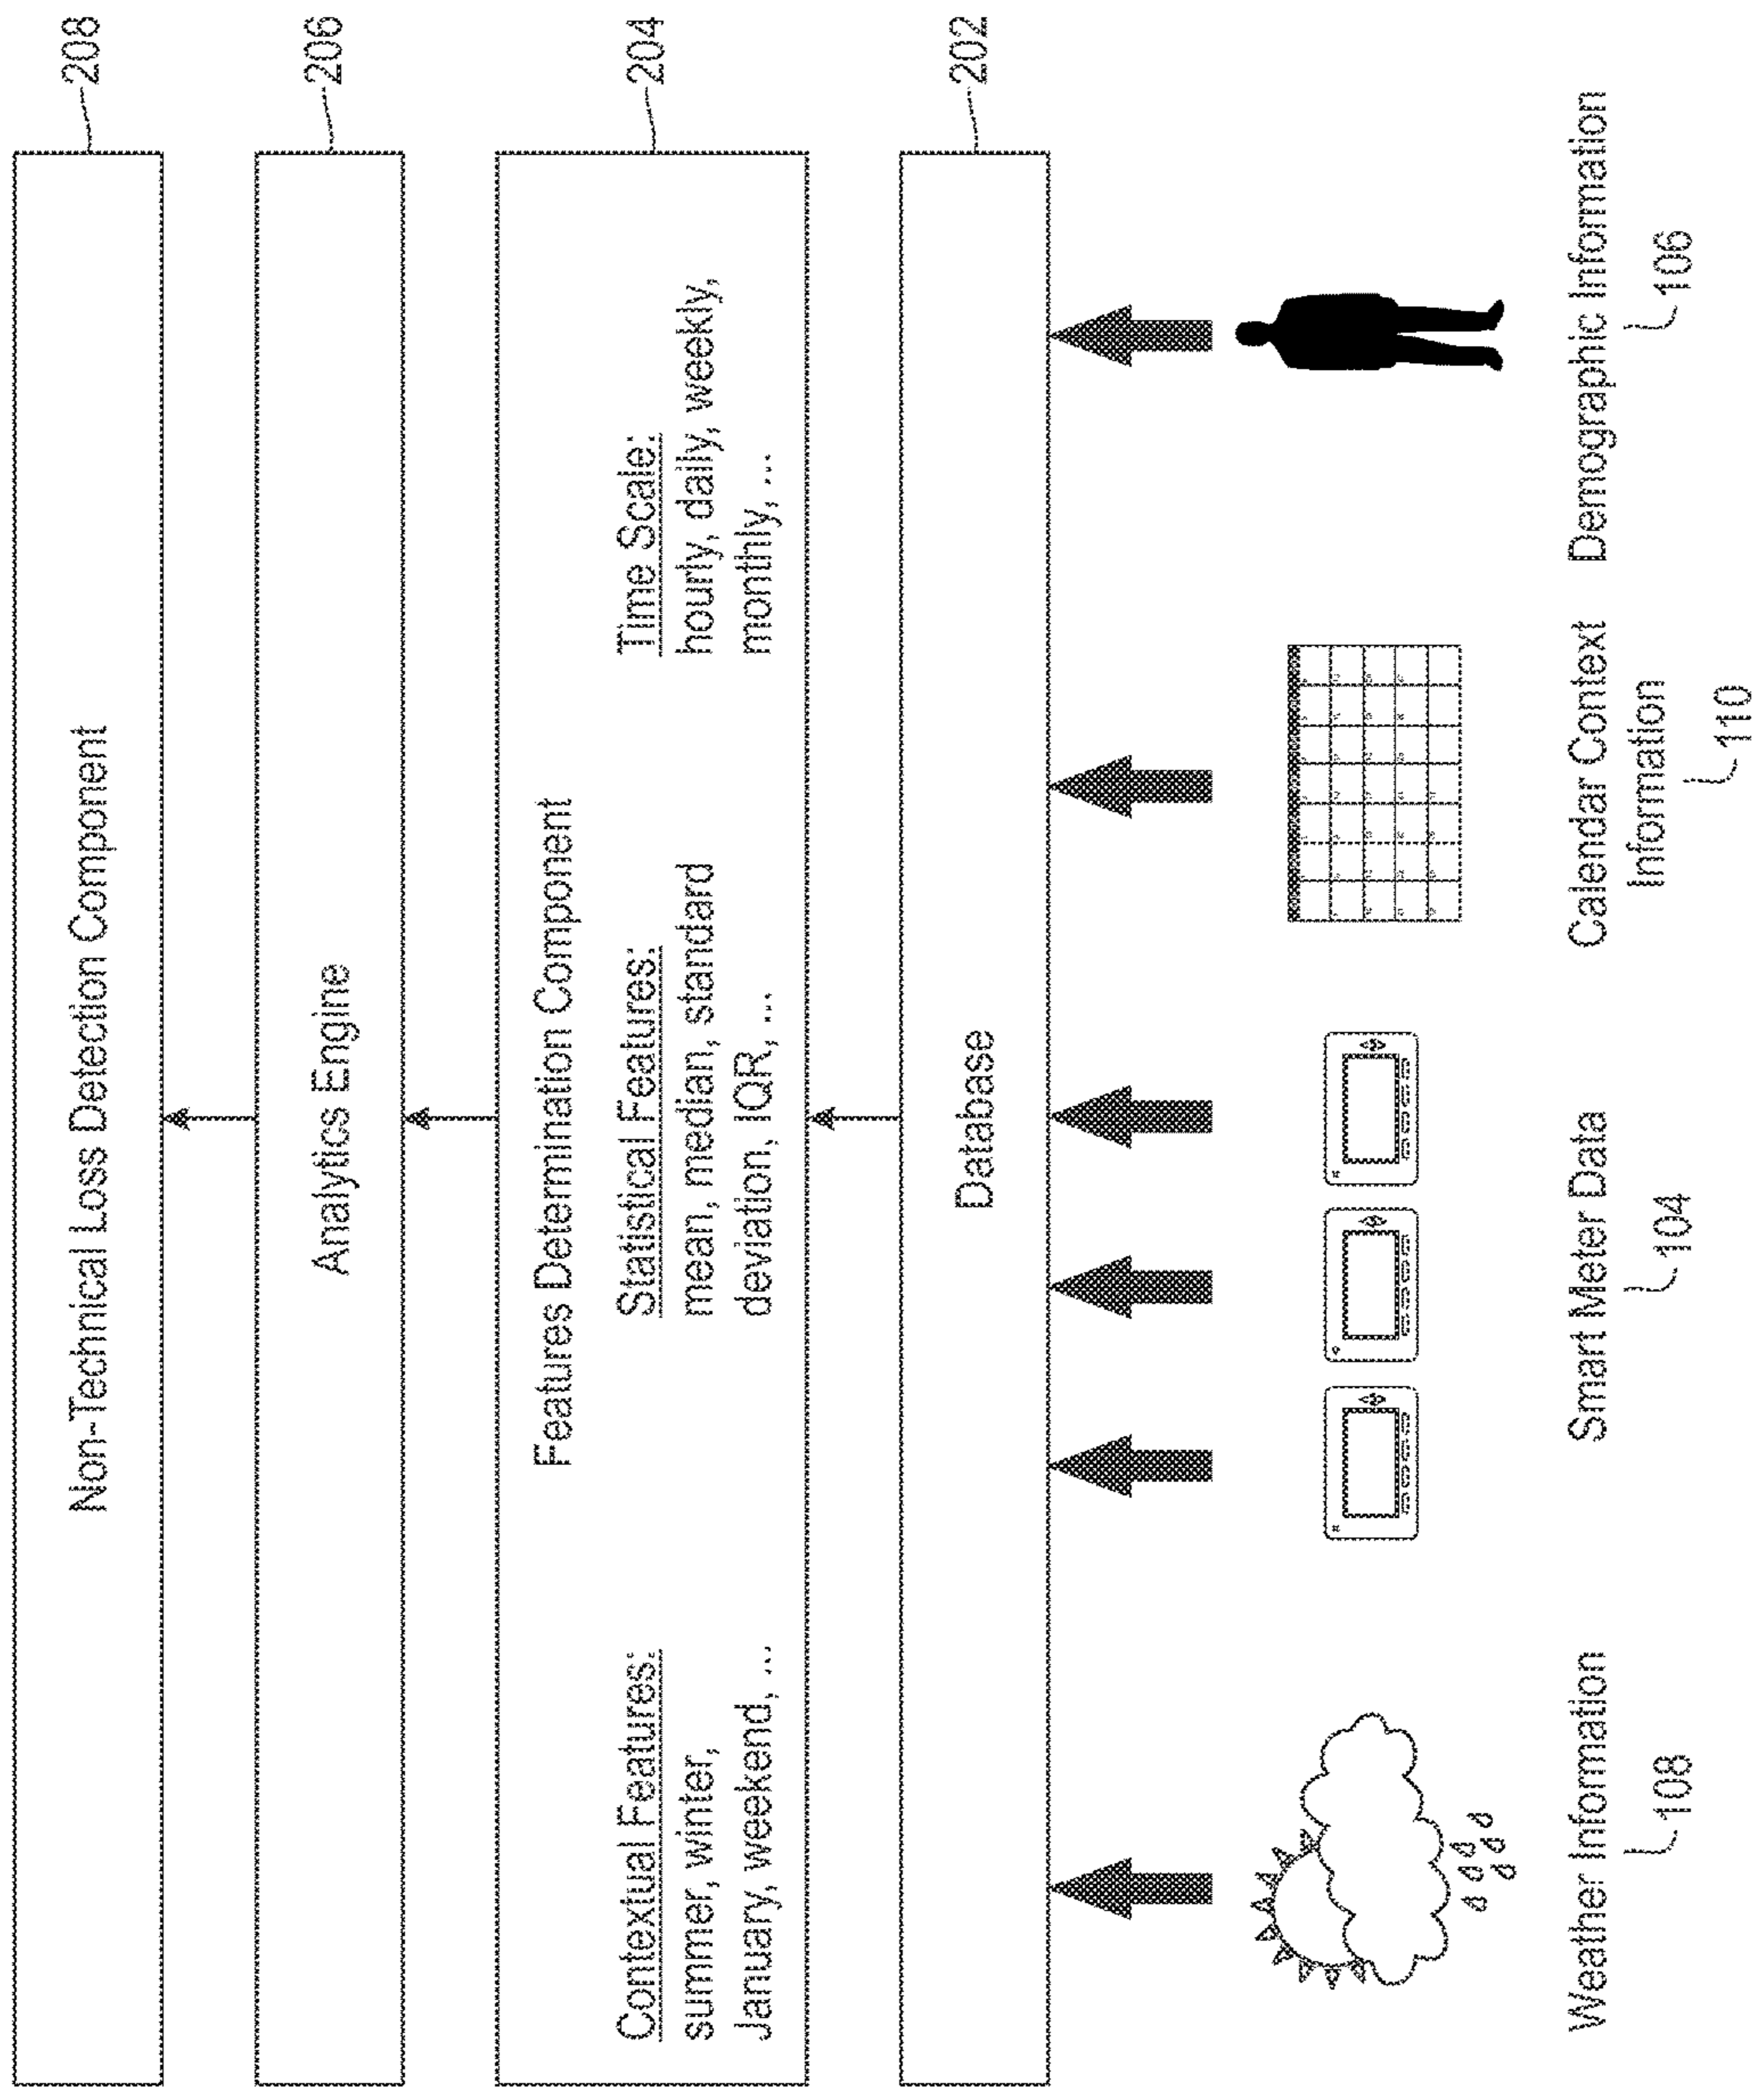 Non-Technical Loss Detection Component
208
Analytics Engine
206
Features Determination Component
204
Contextual Features:
summer, winter,
January, weekend, ...
Statistical Features:
mean, median, standard
deviation, IQR, ...
Time Scale:
hourly, daily, weekly,
monthly, ...
Database
202
Weather Information
108
Smart Meter Data
104
Calendar Context
Information
110
Demographic Information
106